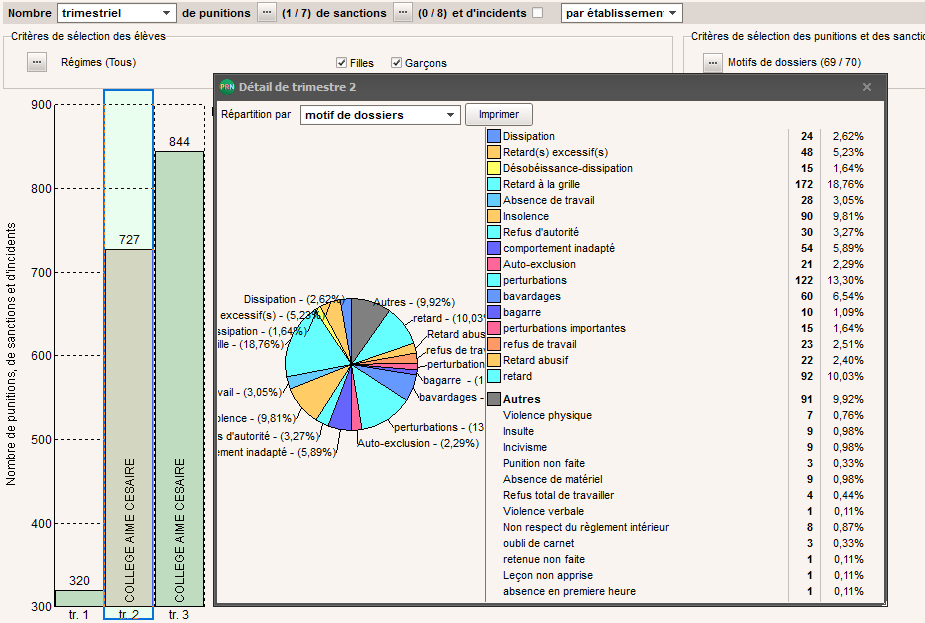 Nombre trimestriel de punitions ... (1 / 7) de sanctions ... (0 / 8) et d'incidents par établissemen
Critères de sélection des élèves
Critères de sélection des punitions et des sanctio
... Régimes (Tous) Filles Garçons
... Motifs de dossiers (69 / 70)
Nombre de punitions, de sanctions et d'incidents
900
800
700
600
500
400
300
320
727
844
COLLEGE AIME CESAIRE
COLLEGE AIME CESAIRE
tr. 1 tr. 2 tr. 3
PRN Détail de trimestre 2
Répartition par motif de dossiers Imprimer
Dissipation - (2,62%)
excessif(s) - (5,23%)
ssipation - (1,64%)
lle - (18,76%)
vail - (3,05%)
olence - (9,81%)
s d'autorité - (3,27%)
ement inadapté - (5,89%)
Autres - (9,92%)
retard - (10,03%
Retard abus
refus de trav
perturbation
bagarre - (1
bavardages -
perturbations - (13
Auto-exclusion - (2,29%)
Dissipation 24 2,62%
Retard(s) excessif(s) 48 5,23%
Désobéissance-dissipation 15 1,64%
Retard à la grille 172 18,76%
Absence de travail 28 3,05%
Insolence 90 9,81%
Refus d'autorité 30 3,27%
comportement inadapté 54 5,89%
Auto-exclusion 21 2,29%
perturbations 122 13,30%
bavardages 60 6,54%
bagarre 10 1,09%
perturbations importantes 15 1,64%
refus de travail 23 2,51%
Retard abusif 22 2,40%
retard 92 10,03%
Autres 91 9,92%
Violence physique 7 0,76%
Insulte 9 0,98%
Incivisme 9 0,98%
Punition non faite 3 0,33%
Absence de matériel 9 0,98%
Refus total de travailler 4 0,44%
Violence verbale 1 0,11%
Non respect du règlement intérieur 8 0,87%
oubli de carnet 3 0,33%
retenue non faite 1 0,11%
Leçon non apprise 1 0,11%
absence en premiere heure 1 0,11%